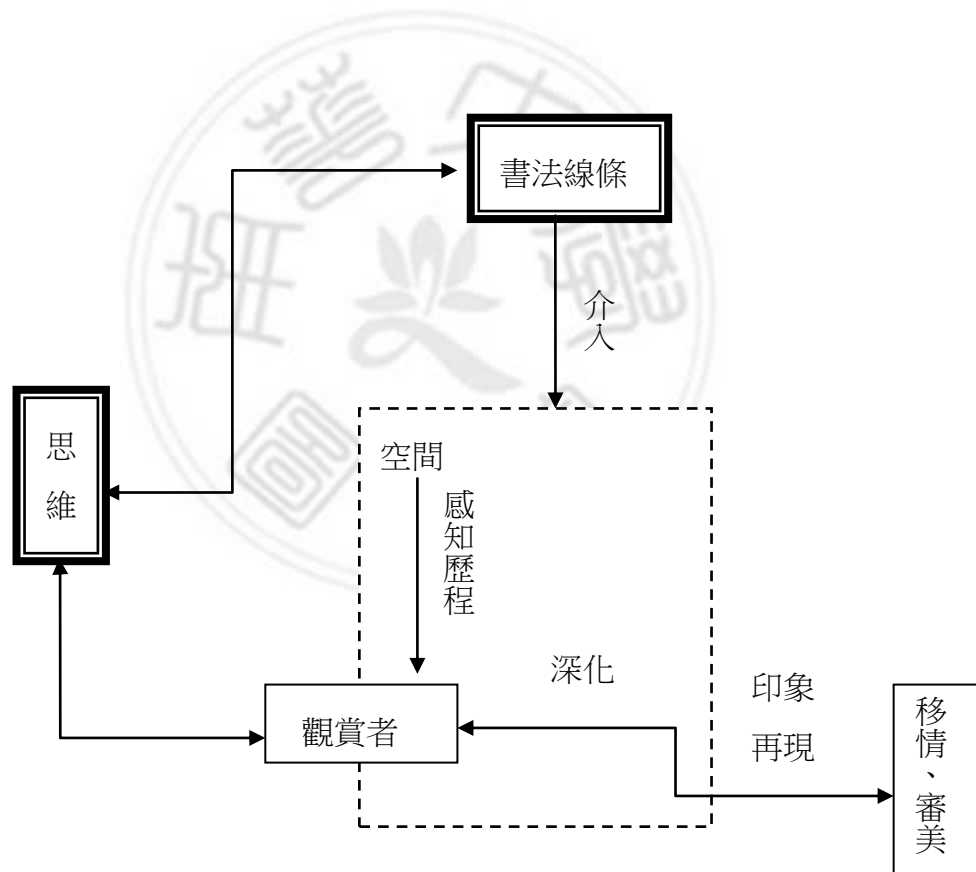 書法線條
介入
思維
空間
感知歷程
深化
觀賞者
印象
再現
移情、審美